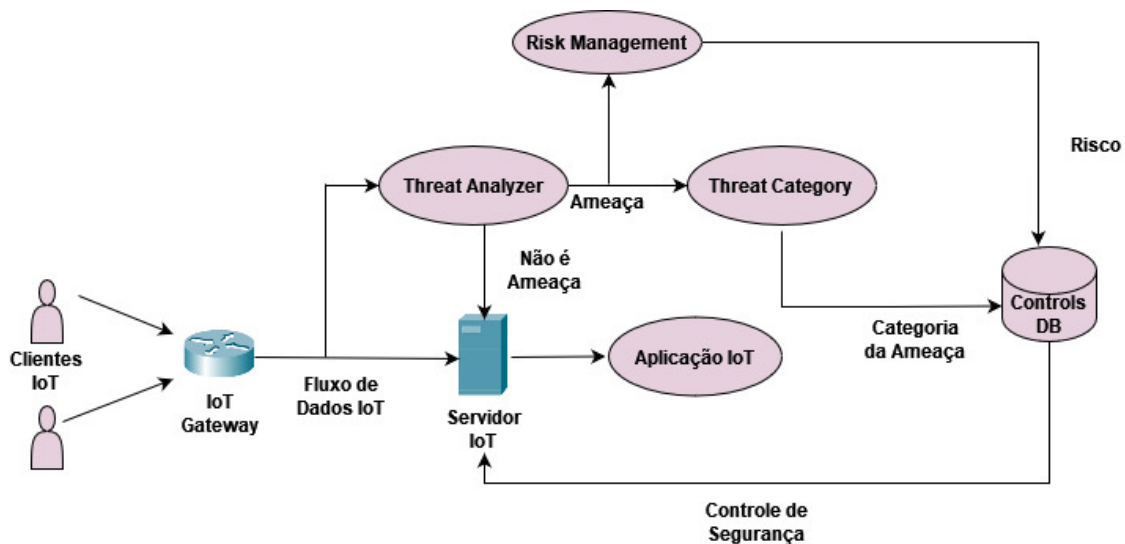 Risk Management
Risco
Threat Analyzer
Ameaça
Threat Category
Não é
Ameaça
Controls
DB
Clientes
IoT
IoT
Gateway
Fluxo de
Dados IoT
Servidor
IoT
Aplicação IoT
Categoria
da Ameaça
Controle de
Segurança